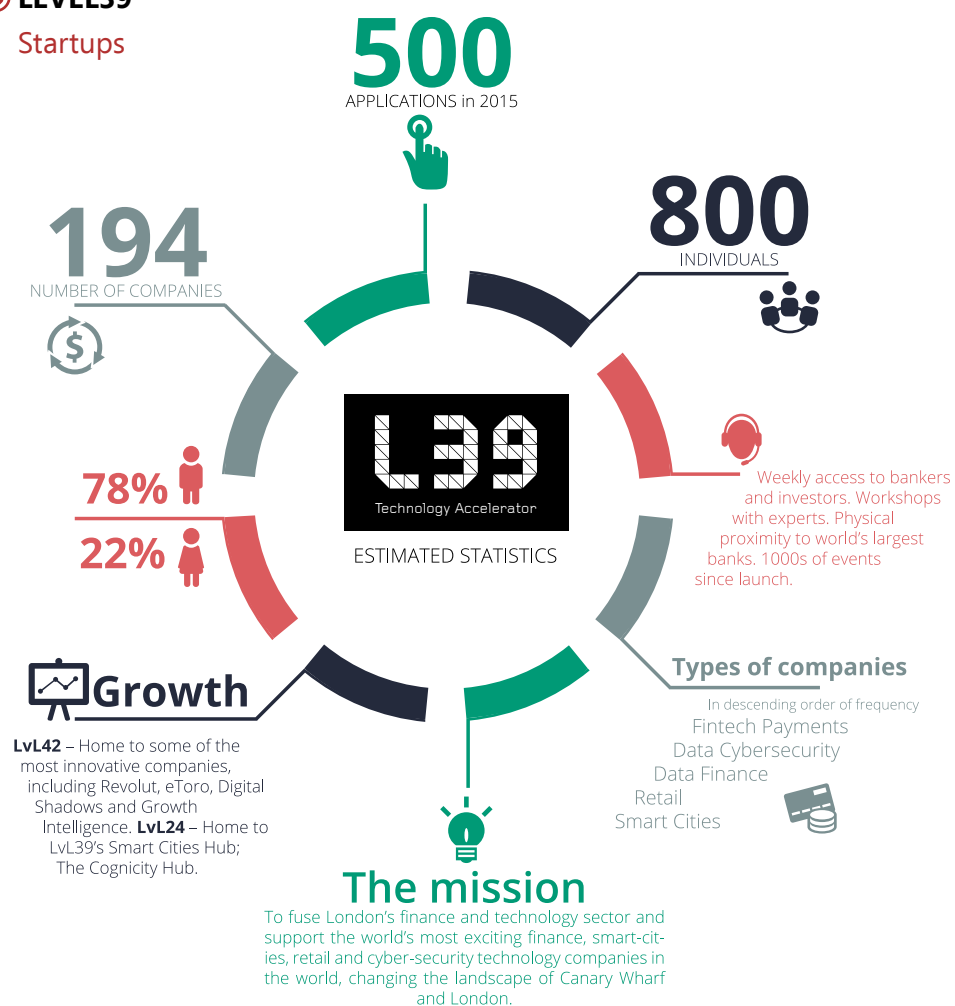 LEVEL39
Startups
500
APPLICATIONS in 2015
800
INDIVIDUALS
194
NUMBER OF COMPANIES
$
L39
Technology Accelerator
ESTIMATED STATISTICS
78%
22%
Weekly access to bankers
and investors. Workshops
with experts. Physical
proximity to world’s largest
banks. 1000s of events
since launch.
Types of companies
In descending order of frequency
Fintech Payments
Data Cybersecurity
Data Finance
Retail
Smart Cities
Growth
LvL42 – Home to some of the
most innovative companies,
including Revolut, eToro, Digital
Shadows and Growth
Intelligence. LvL24 – Home to
LvL39’s Smart Cities Hub;
The Cognicity Hub.
The mission
To fuse London’s finance and technology sector and
support the world’s most exciting finance, smart-cit-
ies, retail and cyber-security technology companies in
the world, changing the landscape of Canary Wharf
and London.